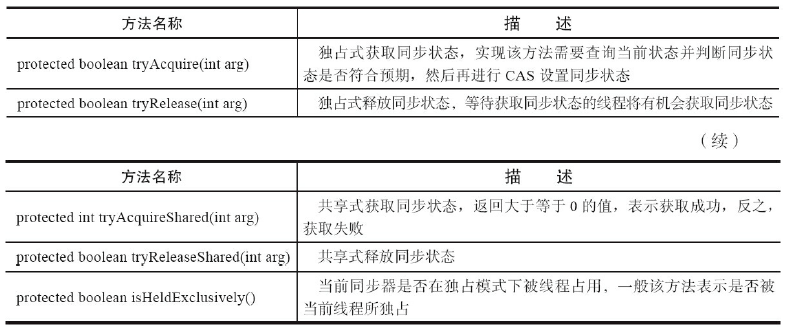 方法名称 描 述
protected boolean tryAcquire(int arg) 独占式获取同步状态，实现该方法需要查询当前状态并判断同步状
态是否符合预期，然后再进行 CAS 设置同步状态
protected boolean tryRelease(int arg) 独占式释放同步状态，等待获取同步状态的线程将有机会获取同步状态
（续）
方法名称 描 述
protected int tryAcquireShared(int arg) 共享式获取同步状态，返回大于等于 0 的值，表示获取成功，反之，
获取失败
protected boolean tryReleaseShared(int arg) 共享式释放同步状态
protected boolean isHeldExclusively() 当前同步器是否在独占模式下被线程占用，一般该方法表示是否被
当前线程所独占